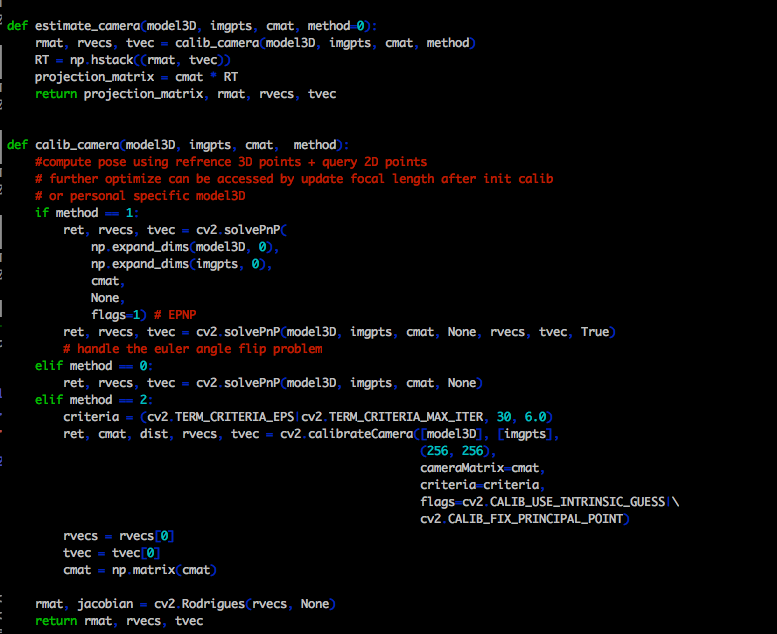 def estimate_camera(model3D, imgpts, cmat, method=0):
    rmat, rvecs, tvec = calib_camera(model3D, imgpts, cmat, method)
    RT = np.hstack((rmat, tvec))
    projection_matrix = cmat * RT
    return projection_matrix, rmat, rvecs, tvec
def calib_camera(model3D, imgpts, cmat,  method):
    #compute pose using refrence 3D points + query 2D points
    # further optimize can be accessed by update focal length after init calib
    # or personal specific model3D
    if method == 1:
        ret, rvecs, tvec = cv2.solvePnP(
            np.expand_dims(model3D, 0),
            np.expand_dims(imgpts, 0),
            cmat,
            None,
            flags=1) # EPNP
        ret, rvecs, tvec = cv2.solvePnP(model3D, imgpts, cmat, None, rvecs, tvec, True)
        # handle the euler angle flip problem
    elif method == 0:
        ret, rvecs, tvec = cv2.solvePnP(model3D, imgpts, cmat, None)
    elif method == 2:
        criteria = (cv2.TERM_CRITERIA_EPS|cv2.TERM_CRITERIA_MAX_ITER, 30, 6.0)
        ret, cmat, dist, rvecs, tvec = cv2.calibrateCamera([model3D], [imgpts],
                                                           (256, 256),
                                                           cameraMatrix=cmat,
                                                           criteria=criteria,
                                                           flags=cv2.CALIB_USE_INTRINSIC_GUESS|\
                                                           cv2.CALIB_FIX_PRINCIPAL_POINT)
        rvecs = rvecs[0]
        tvec = tvec[0]
        cmat = np.matrix(cmat)
    rmat, jacobian = cv2.Rodrigues(rvecs, None)
    return rmat, rvecs, tvec